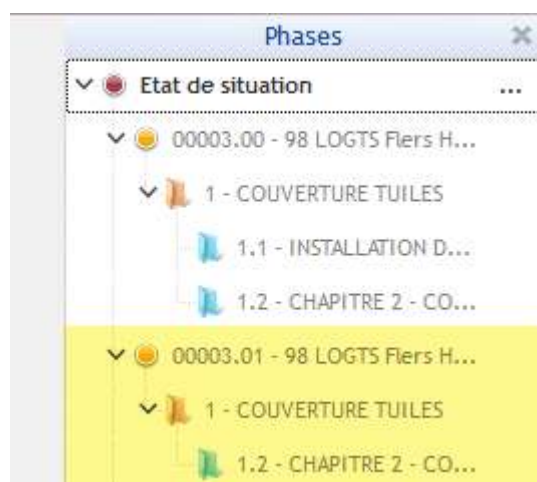 Phases
Etat de situation ...
00003.00 - 98 LOGTS Flers H...
1 - COUVERTURE TUILES
1.1 - INSTALLATION D...
1.2 - CHAPITRE 2 - CO...
00003.01 - 98 LOGTS Flers H...
1 - COUVERTURE TUILES
1.2 - CHAPITRE 2 - CO...